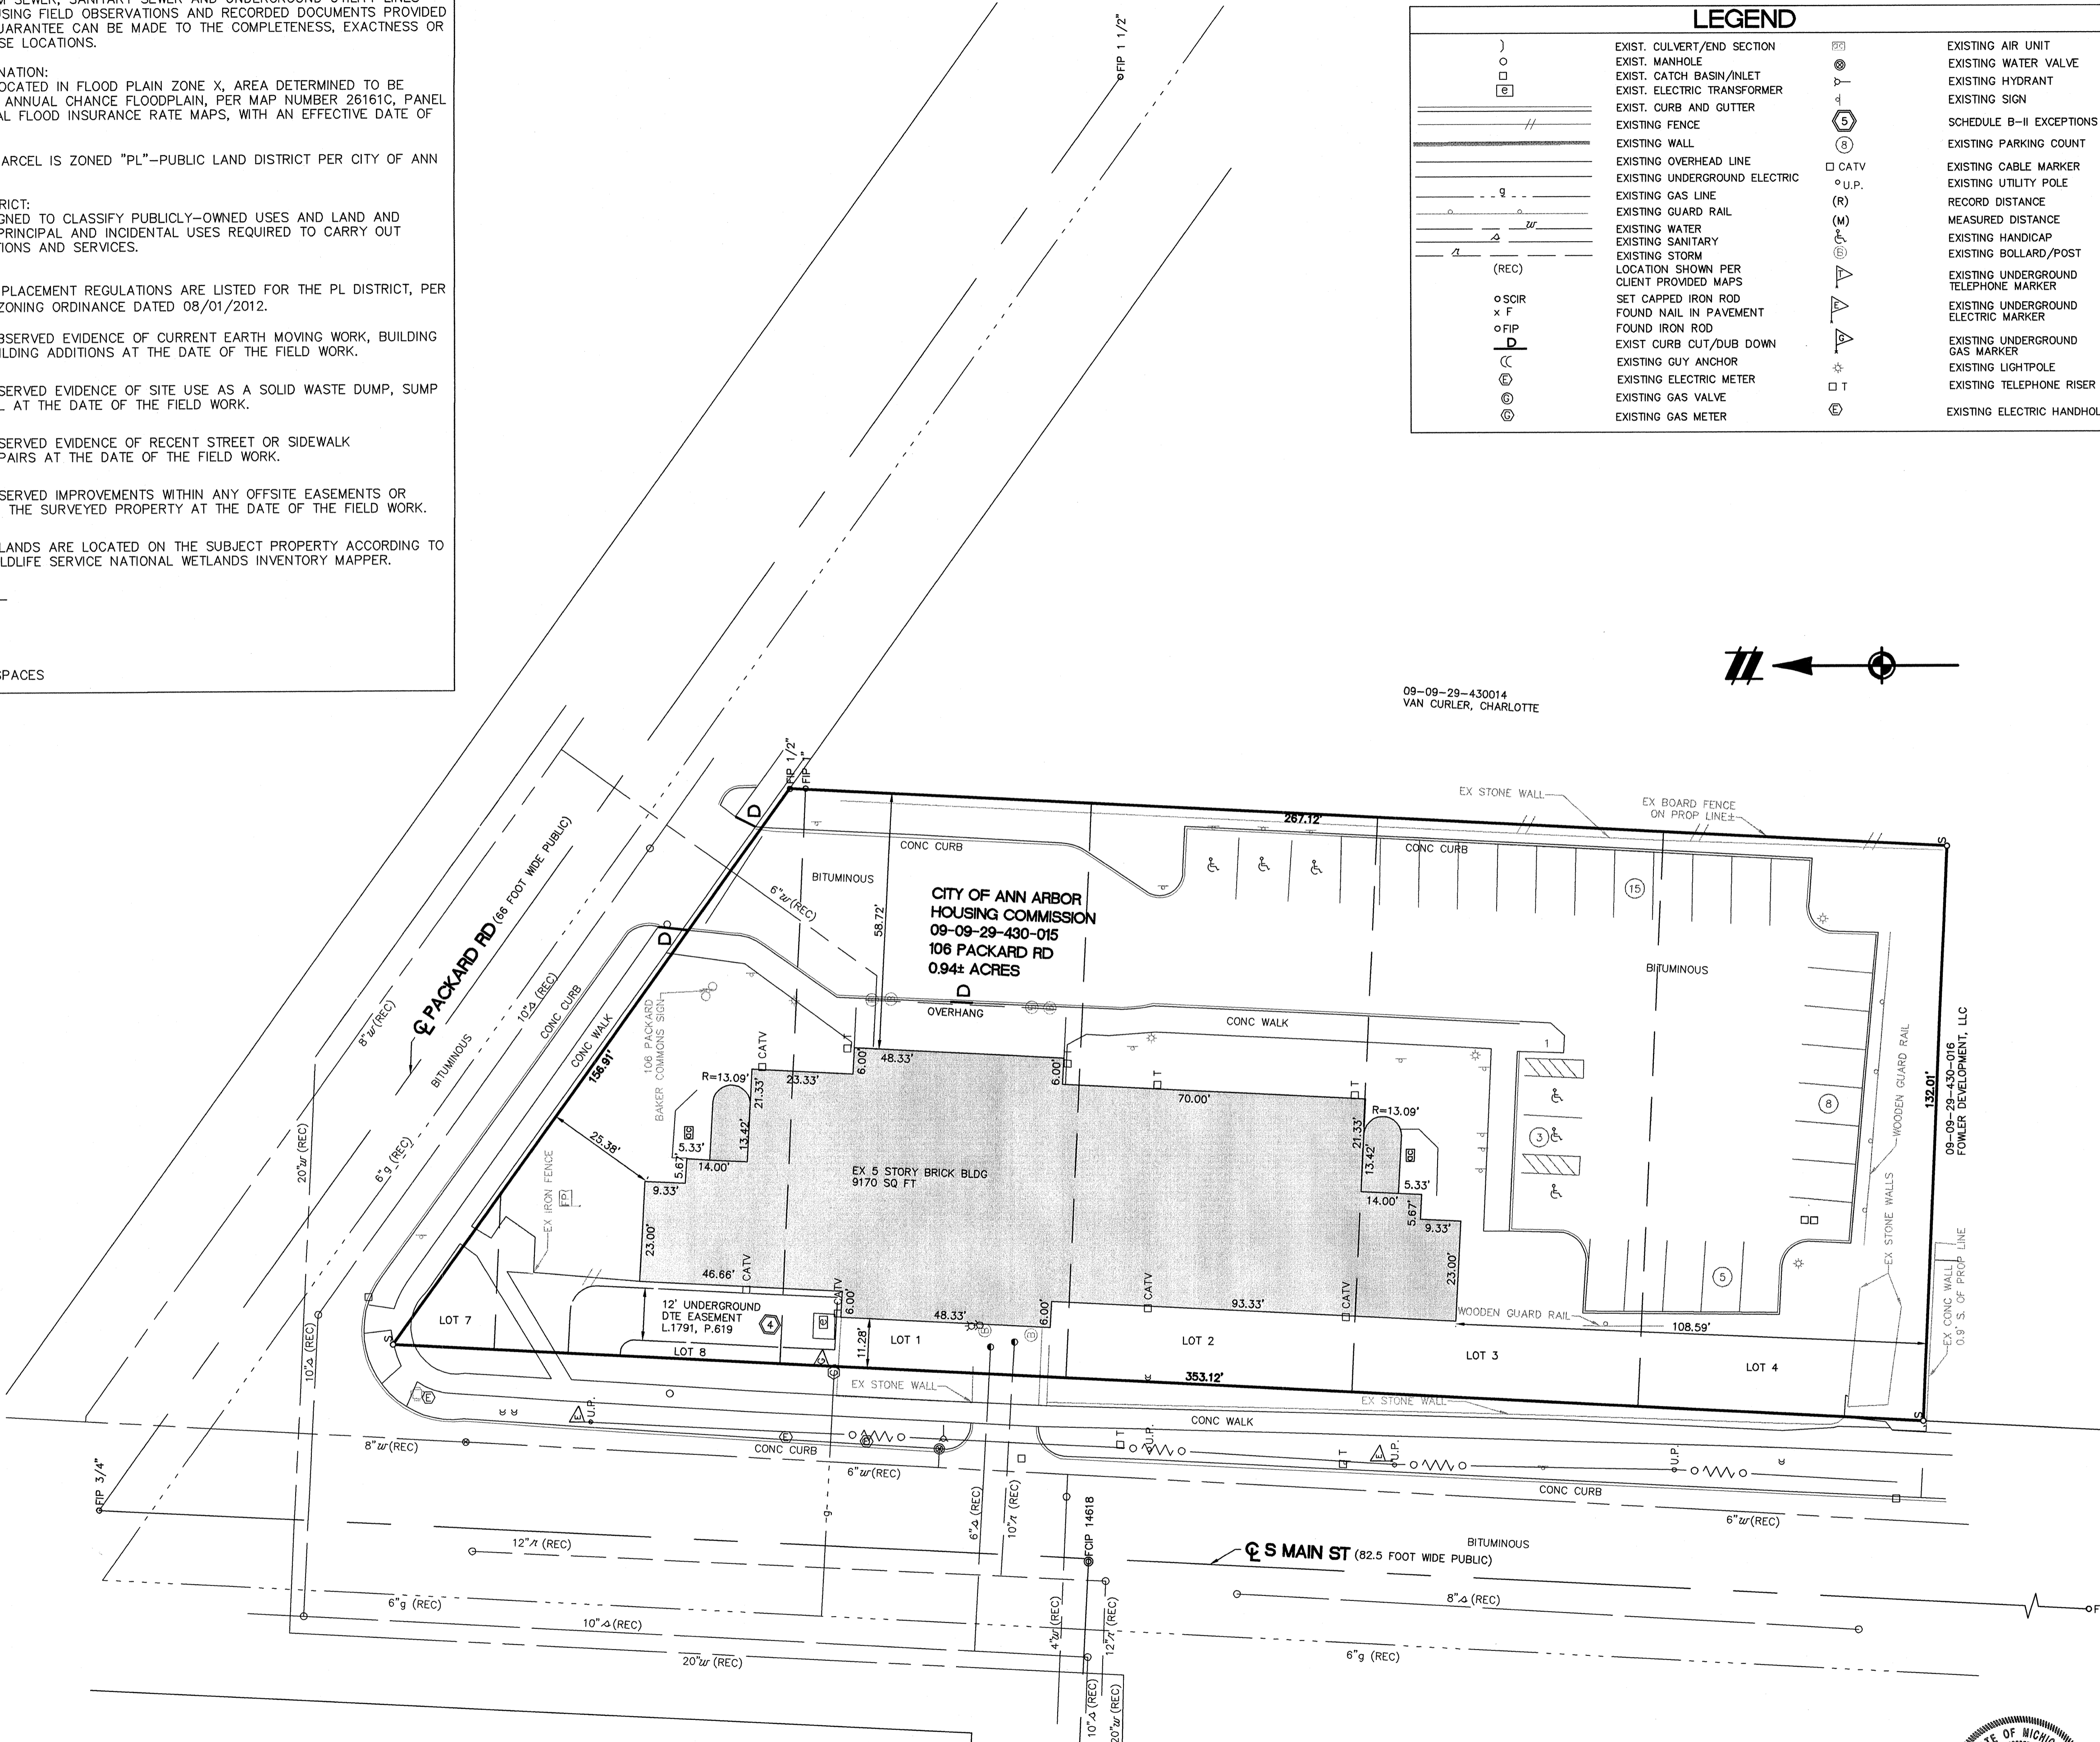 M SEWER, SANITARY SEWER AND UNDERGROUND UTILITY LINES
USING FIELD OBSERVATIONS AND RECORDED DOCUMENTS PROVIDED
UARANTEE CAN BE MADE TO THE COMPLETENESS, EXACTNESS OR
SE LOCATIONS.
NATION:
OCATED IN FLOOD PLAIN ZONE X, AREA DETERMINED TO BE
ANNUAL CHANCE FLOODPLAIN, PER MAP NUMBER 26161C, PANEL
AL FLOOD INSURANCE RATE MAPS, WITH AN EFFECTIVE DATE OF
ARCEL IS ZONED "PL"-PUBLIC LAND DISTRICT PER CITY OF ANN
RICT:
GNED TO CLASSIFY PUBLICLY-OWNED USES AND LAND AND
PRINCIPAL AND INCIDENTAL USES REQUIRED TO CARRY OUT
TIONS AND SERVICES.
PLACEMENT REGULATIONS ARE LISTED FOR THE PL DISTRICT, PER
ZONING ORDINANCE DATED 08/01/2012.
BSERVED EVIDENCE OF CURRENT EARTH MOVING WORK, BUILDING
ILDING ADDITIONS AT THE DATE OF THE FIELD WORK.
SERVED EVIDENCE OF SITE USE AS A SOLID WASTE DUMP, SUMP
L AT THE DATE OF THE FIELD WORK.
SERVED EVIDENCE OF RECENT STREET OR SIDEWALK
PAIRS AT THE DATE OF THE FIELD WORK.
SERVED IMPROVEMENTS WITHIN ANY OFFSITE EASEMENTS OR
THE SURVEYED PROPERTY AT THE DATE OF THE FIELD WORK.
LANDS ARE LOCATED ON THE SUBJECT PROPERTY ACCORDING TO
ILDLIFE SERVICE NATIONAL WETLANDS INVENTORY MAPPER.
SPACES
LEGEND
EXIST. CULVERT/END SECTION
EXIST. MANHOLE
EXIST. CATCH BASIN/INLET
e EXIST. ELECTRIC TRANSFORMER
EXIST. CURB AND GUTTER
EXISTING FENCE
EXISTING WALL
EXISTING OVERHEAD LINE
EXISTING UNDERGROUND ELECTRIC
g EXISTING GAS LINE
EXISTING GUARD RAIL
w EXISTING WATER
s EXISTING SANITARY
r EXISTING STORM
(REC) LOCATION SHOWN PER
CLIENT PROVIDED MAPS
SCIR SET CAPPED IRON ROD
x F FOUND NAIL IN PAVEMENT
FIP FOUND IRON ROD
D EXIST CURB CUT/DUB DOWN
EXISTING GUY ANCHOR
E EXISTING ELECTRIC METER
G EXISTING GAS VALVE
G EXISTING GAS METER
EXISTING AIR UNIT
EXISTING WATER VALVE
EXISTING HYDRANT
EXISTING SIGN
5 SCHEDULE B-II EXCEPTIONS
8 EXISTING PARKING COUNT
CATV EXISTING CABLE MARKER
U.P. EXISTING UTILITY POLE
(R) RECORD DISTANCE
(M) MEASURED DISTANCE
EXISTING HANDICAP
B EXISTING BOLLARD/POST
T EXISTING UNDERGROUND
TELEPHONE MARKER
E EXISTING UNDERGROUND
ELECTRIC MARKER
G EXISTING UNDERGROUND
GAS MARKER
EXISTING LIGHTPOLE
T EXISTING TELEPHONE RISER
E EXISTING ELECTRIC HANDHOL
FIP 1 1/2"
09-09-29-430014
VAN CURLER, CHARLOTTE
FIP 1/2"
FIP 1"
D
EX STONE WALL
EX BOARD FENCE
ON PROP LINE±
267.12'
S
CONC CURB
CONC CURB
BITUMINOUS
6"w(REC)
58.72'
CITY OF ANN ARBOR
HOUSING COMMISSION
09-09-29-430-015
106 PACKARD RD
0.94± ACRES
D
OVERHANG
15
BITUMINOUS
℄ PACKARD RD (66 FOOT WIDE PUBLIC)
D
8"w(REC)
BITUMINOUS
10"s (REC)
CONC CURB
CONC WALK
156.91'
20"w (REC)
6"g (REC)
106 PACKARD
BAKER COMMONS SIGN
CONC WALK
1
CATV
T
R=13.09'
23.33'
21.33'
6.00'
48.33'
6.00'
T
70.00'
T
21.33'
R=13.09'
ac
5.33'
13.42'
14.00'
5.67'
9.33'
25.38'
23.00'
EX IRON FENCE
FP
46.66'
CATV
EX 5 STORY BRICK BLDG
9170 SQ FT
13.42'
ac
5.33'
14.00'
5.67'
9.33'
23.00'
3
8
5
WOODEN GUARD RAIL
EX STONE WALLS
132.01'
09-09-29-430-016
FOWLER DEVELOPMENT, LLC
EX CONC WALL
0.9' S. OF PROP LINE
12' UNDERGROUND
DTE EASEMENT
L.1791, P.619
4
e
CATV
6.00'
48.33'
6.00'
11.28'
CATV
93.33'
CATV
WOODEN GUARD RAIL
108.59'
LOT 7
LOT 8
LOT 1
LOT 2
LOT 3
LOT 4
S
353.12'
S
EX STONE WALL
EX STONE WALL
CONC WALK
10"s (REC)
E
E
U.P.
G
G
E
8"w(REC)
CONC CURB
6"w(REC)
T
U.P.
T
E
U.P.
U.P.
CONC CURB
6"w(REC)
FIP 3/4"
12"r (REC)
6"s (REC)
10"r (REC)
FCIP 14618
BITUMINOUS
℄ S MAIN ST (82.5 FOOT WIDE PUBLIC)
g
6"g (REC)
10"s(REC)
20"w (REC)
4"w(REC)
12"r(REC)
8"s(REC)
6"g (REC)
F
10"s (REC)
20"w(REC)
TE OF MICHI